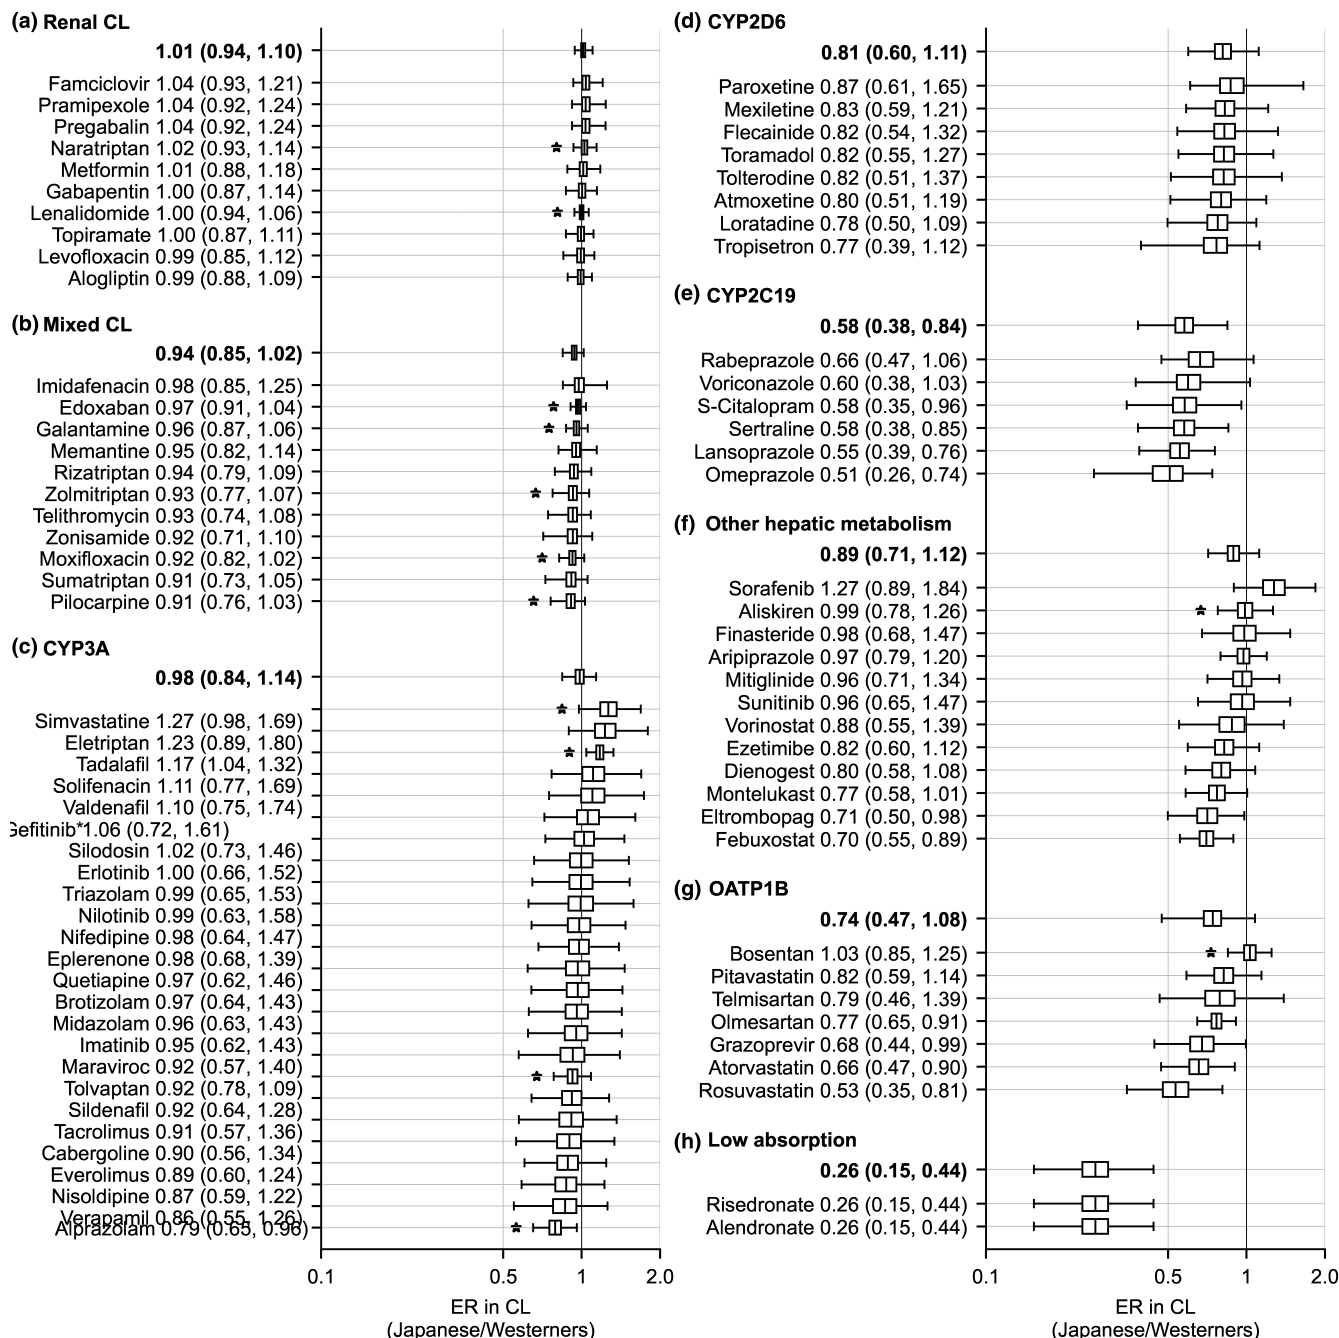 (a) Renal CL
1.01 (0.94, 1.10)
Famciclovir 1.04 (0.93, 1.21)
Pramipexole 1.04 (0.92, 1.24)
Pregabalin 1.04 (0.92, 1.24)
Naratriptan 1.02 (0.93, 1.14)
Metformin 1.01 (0.88, 1.18)
Gabapentin 1.00 (0.87, 1.14)
Lenalidomide 1.00 (0.94, 1.06)
Topiramate 1.00 (0.87, 1.11)
Levofloxacin 0.99 (0.85, 1.12)
Alogliptin 0.99 (0.88, 1.09)
(b) Mixed CL
0.94 (0.85, 1.02)
Imidafenacin 0.98 (0.85, 1.25)
Edoxaban 0.97 (0.91, 1.04)
Galantamine 0.96 (0.87, 1.06)
Memantine 0.95 (0.82, 1.14)
Rizatriptan 0.94 (0.79, 1.09)
Zolmitriptan 0.93 (0.77, 1.07)
Telithromycin 0.93 (0.74, 1.08)
Zonisamide 0.92 (0.71, 1.10)
Moxifloxacin 0.92 (0.82, 1.02)
Sumatriptan 0.91 (0.73, 1.05)
Pilocarpine 0.91 (0.76, 1.03)
(c) CYP3A
0.98 (0.84, 1.14)
Simvastatine 1.27 (0.98, 1.69)
Eletriptan 1.23 (0.89, 1.80)
Tadalafil 1.17 (1.04, 1.32)
Solifenacin 1.11 (0.77, 1.69)
Valdenafil 1.10 (0.75, 1.74)
Gefitinib*1.06 (0.72, 1.61)
Silodosin 1.02 (0.73, 1.46)
Erlotinib 1.00 (0.66, 1.52)
Triazolam 0.99 (0.65, 1.53)
Nilotinib 0.99 (0.63, 1.58)
Nifedipine 0.98 (0.64, 1.47)
Eplerenone 0.98 (0.68, 1.39)
Quetiapine 0.97 (0.62, 1.46)
Brotizolam 0.97 (0.64, 1.43)
Midazolam 0.96 (0.63, 1.43)
Imatinib 0.95 (0.62, 1.43)
Maraviroc 0.92 (0.57, 1.40)
Tolvaptan 0.92 (0.78, 1.09)
Sildenafil 0.92 (0.64, 1.28)
Tacrolimus 0.91 (0.57, 1.36)
Cabergoline 0.90 (0.56, 1.34)
Everolimus 0.89 (0.60, 1.24)
Nisoldipine 0.87 (0.59, 1.22)
Verapamil 0.86 (0.55, 1.26)
Alprazolam 0.79 (0.65, 0.96)
0.1 0.5 1 2.0
ER in CL
(Japanese/Westerners)
(d) CYP2D6
0.81 (0.60, 1.11)
Paroxetine 0.87 (0.61, 1.65)
Mexiletine 0.83 (0.59, 1.21)
Flecainide 0.82 (0.54, 1.32)
Toramadol 0.82 (0.55, 1.27)
Tolterodine 0.82 (0.51, 1.37)
Atmoxetine 0.80 (0.51, 1.19)
Loratadine 0.78 (0.50, 1.09)
Tropisetron 0.77 (0.39, 1.12)
(e) CYP2C19
0.58 (0.38, 0.84)
Rabeprazole 0.66 (0.47, 1.06)
Voriconazole 0.60 (0.38, 1.03)
S-Citalopram 0.58 (0.35, 0.96)
Sertraline 0.58 (0.38, 0.85)
Lansoprazole 0.55 (0.39, 0.76)
Omeprazole 0.51 (0.26, 0.74)
(f) Other hepatic metabolism
0.89 (0.71, 1.12)
Sorafenib 1.27 (0.89, 1.84)
Aliskiren 0.99 (0.78, 1.26)
Finasteride 0.98 (0.68, 1.47)
Aripiprazole 0.97 (0.79, 1.20)
Mitiglinide 0.96 (0.71, 1.34)
Sunitinib 0.96 (0.65, 1.47)
Vorinostat 0.88 (0.55, 1.39)
Ezetimibe 0.82 (0.60, 1.12)
Dienogest 0.80 (0.58, 1.08)
Montelukast 0.77 (0.58, 1.01)
Eltrombopag 0.71 (0.50, 0.98)
Febuxostat 0.70 (0.55, 0.89)
(g) OATP1B
0.74 (0.47, 1.08)
Bosentan 1.03 (0.85, 1.25)
Pitavastatin 0.82 (0.59, 1.14)
Telmisartan 0.79 (0.46, 1.39)
Olmesartan 0.77 (0.65, 0.91)
Grazoprevir 0.68 (0.44, 0.99)
Atorvastatin 0.66 (0.47, 0.90)
Rosuvastatin 0.53 (0.35, 0.81)
(h) Low absorption
0.26 (0.15, 0.44)
Risedronate 0.26 (0.15, 0.44)
Alendronate 0.26 (0.15, 0.44)
0.1 0.5 1 2.0
ER in CL
(Japanese/Westerners)